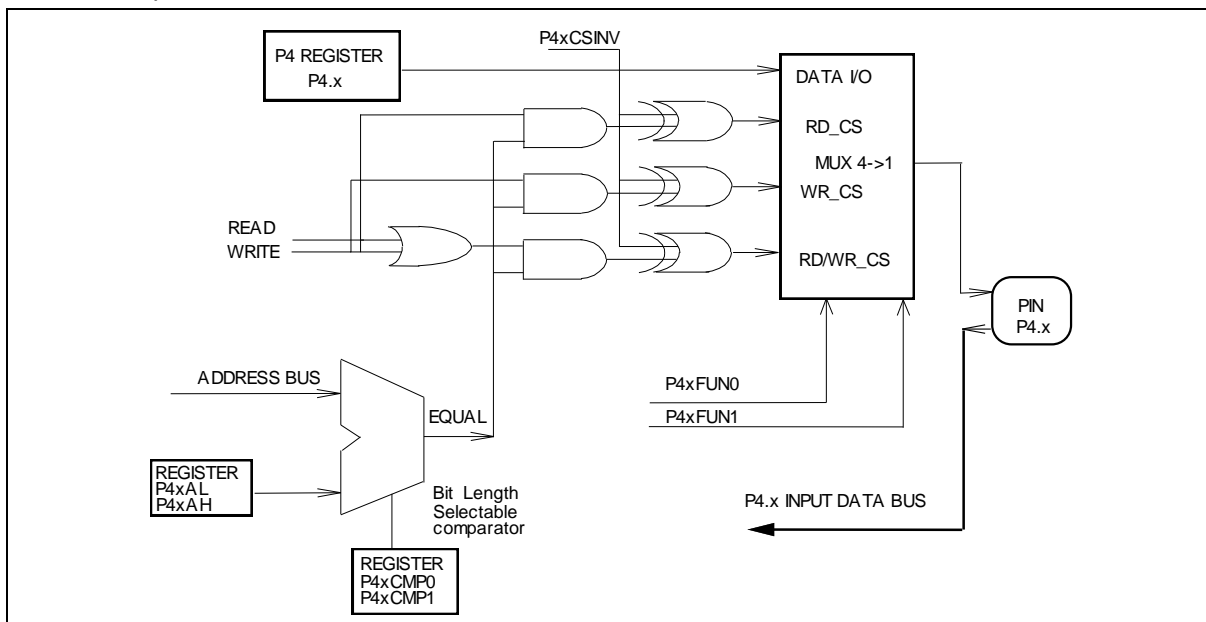 P4 REGISTER
P4.x
P4xCSINV
DATA I/O
RD_CS
MUX 4->1
WR_CS
RD/WR_CS
READ
WRITE
PIN
P4.x
ADDRESS BUS
P4xFUN0
P4xFUN1
EQUAL
REGISTER
P4xAL
P4xAH
Bit Length
Selectable
comparator
P4.x INPUT DATA BUS
REGISTER
P4xCMP0
P4xCMP1